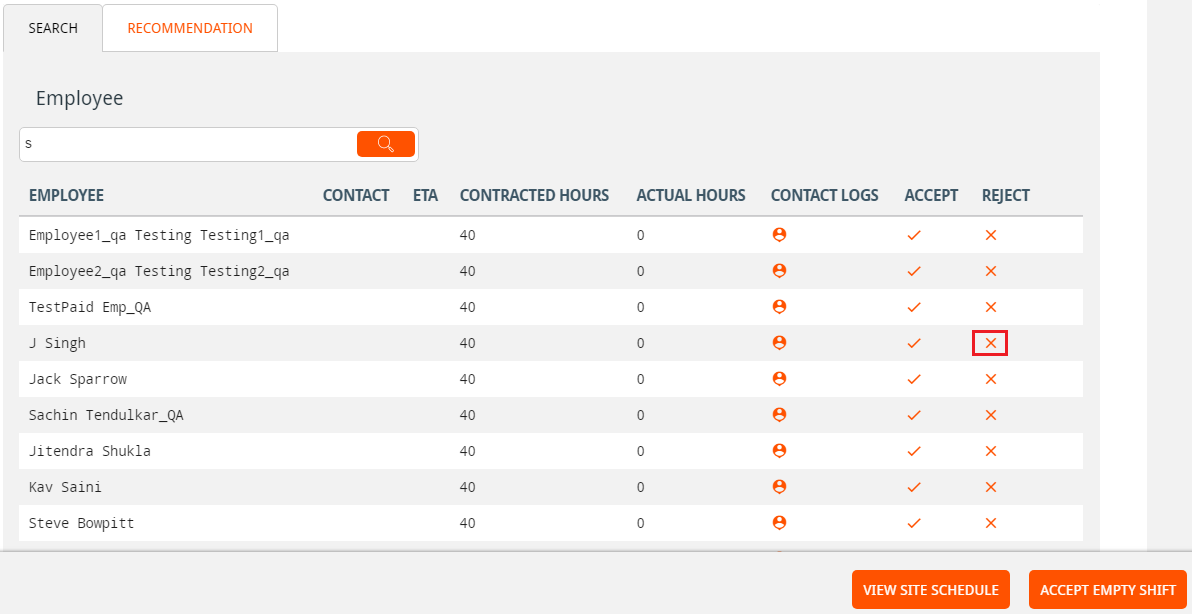 SEARCH RECOMMENDATION
Employee
s
EMPLOYEE CONTACT ETA CONTRACTED HOURS ACTUAL HOURS CONTACT LOGS ACCEPT REJECT
Employee1_qa Testing Testing1_qa 40 0
Employee2_qa Testing Testing2_qa 40 0
TestPaid Emp_QA 40 0
J Singh 40 0
Jack Sparrow 40 0
Sachin Tendulkar_QA 40 0
Jitendra Shukla 40 0
Kav Saini 40 0
Steve Bowpitt 40 0
VIEW SITE SCHEDULE ACCEPT EMPTY SHIFT